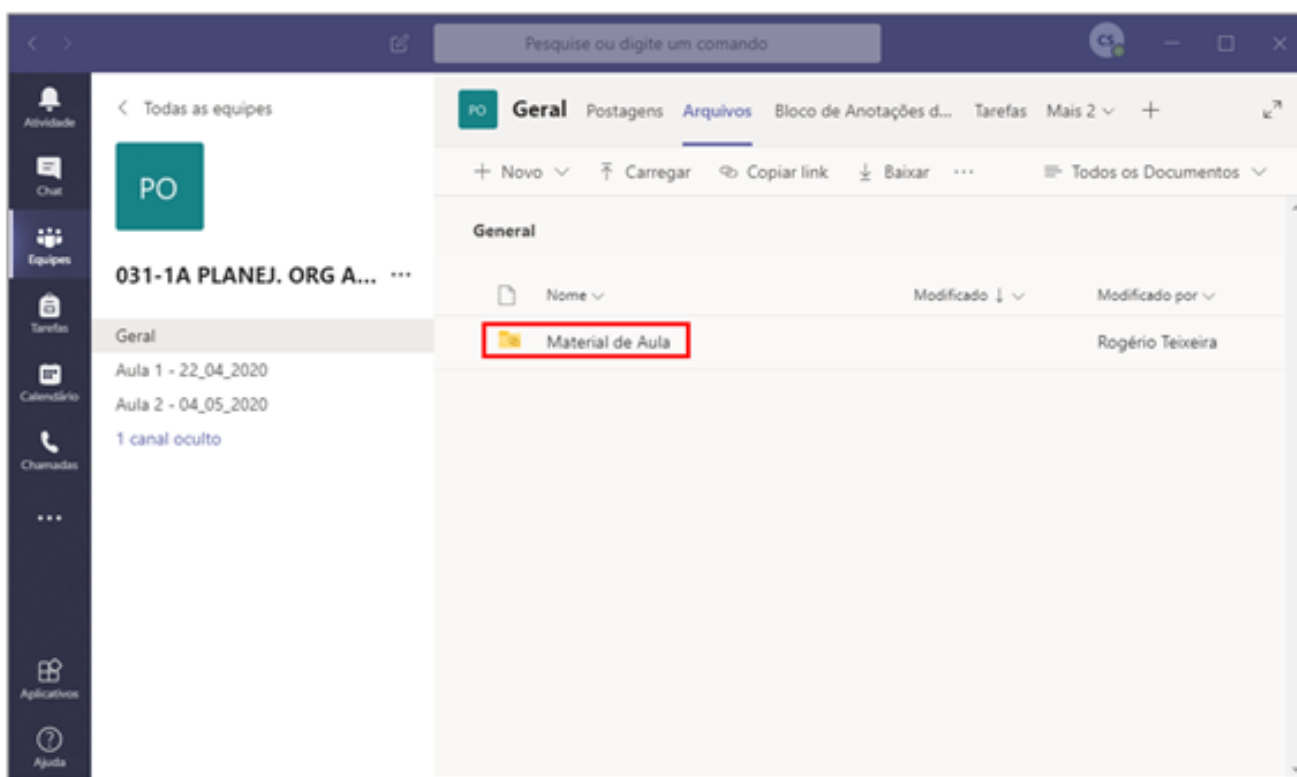 Pesquise ou digite um comando
CS
Atividade
Chat
Equipes
Tarefas
Calendário
Chamadas
Aplicativos
Ajuda
Todas as equipes
PO
031-1A PLANEJ. ORG A... ...
Geral
Aula 1 - 22_04_2020
Aula 2 - 04_05_2020
1 canal oculto
PO Geral Postagens Arquivos Bloco de Anotações d... Tarefas Mais 2 +
+ Novo Carregar Copiar link Baixar ... Todos os Documentos
General
Nome Modificado ↓ Modificado por
Material de Aula Rogério Teixeira